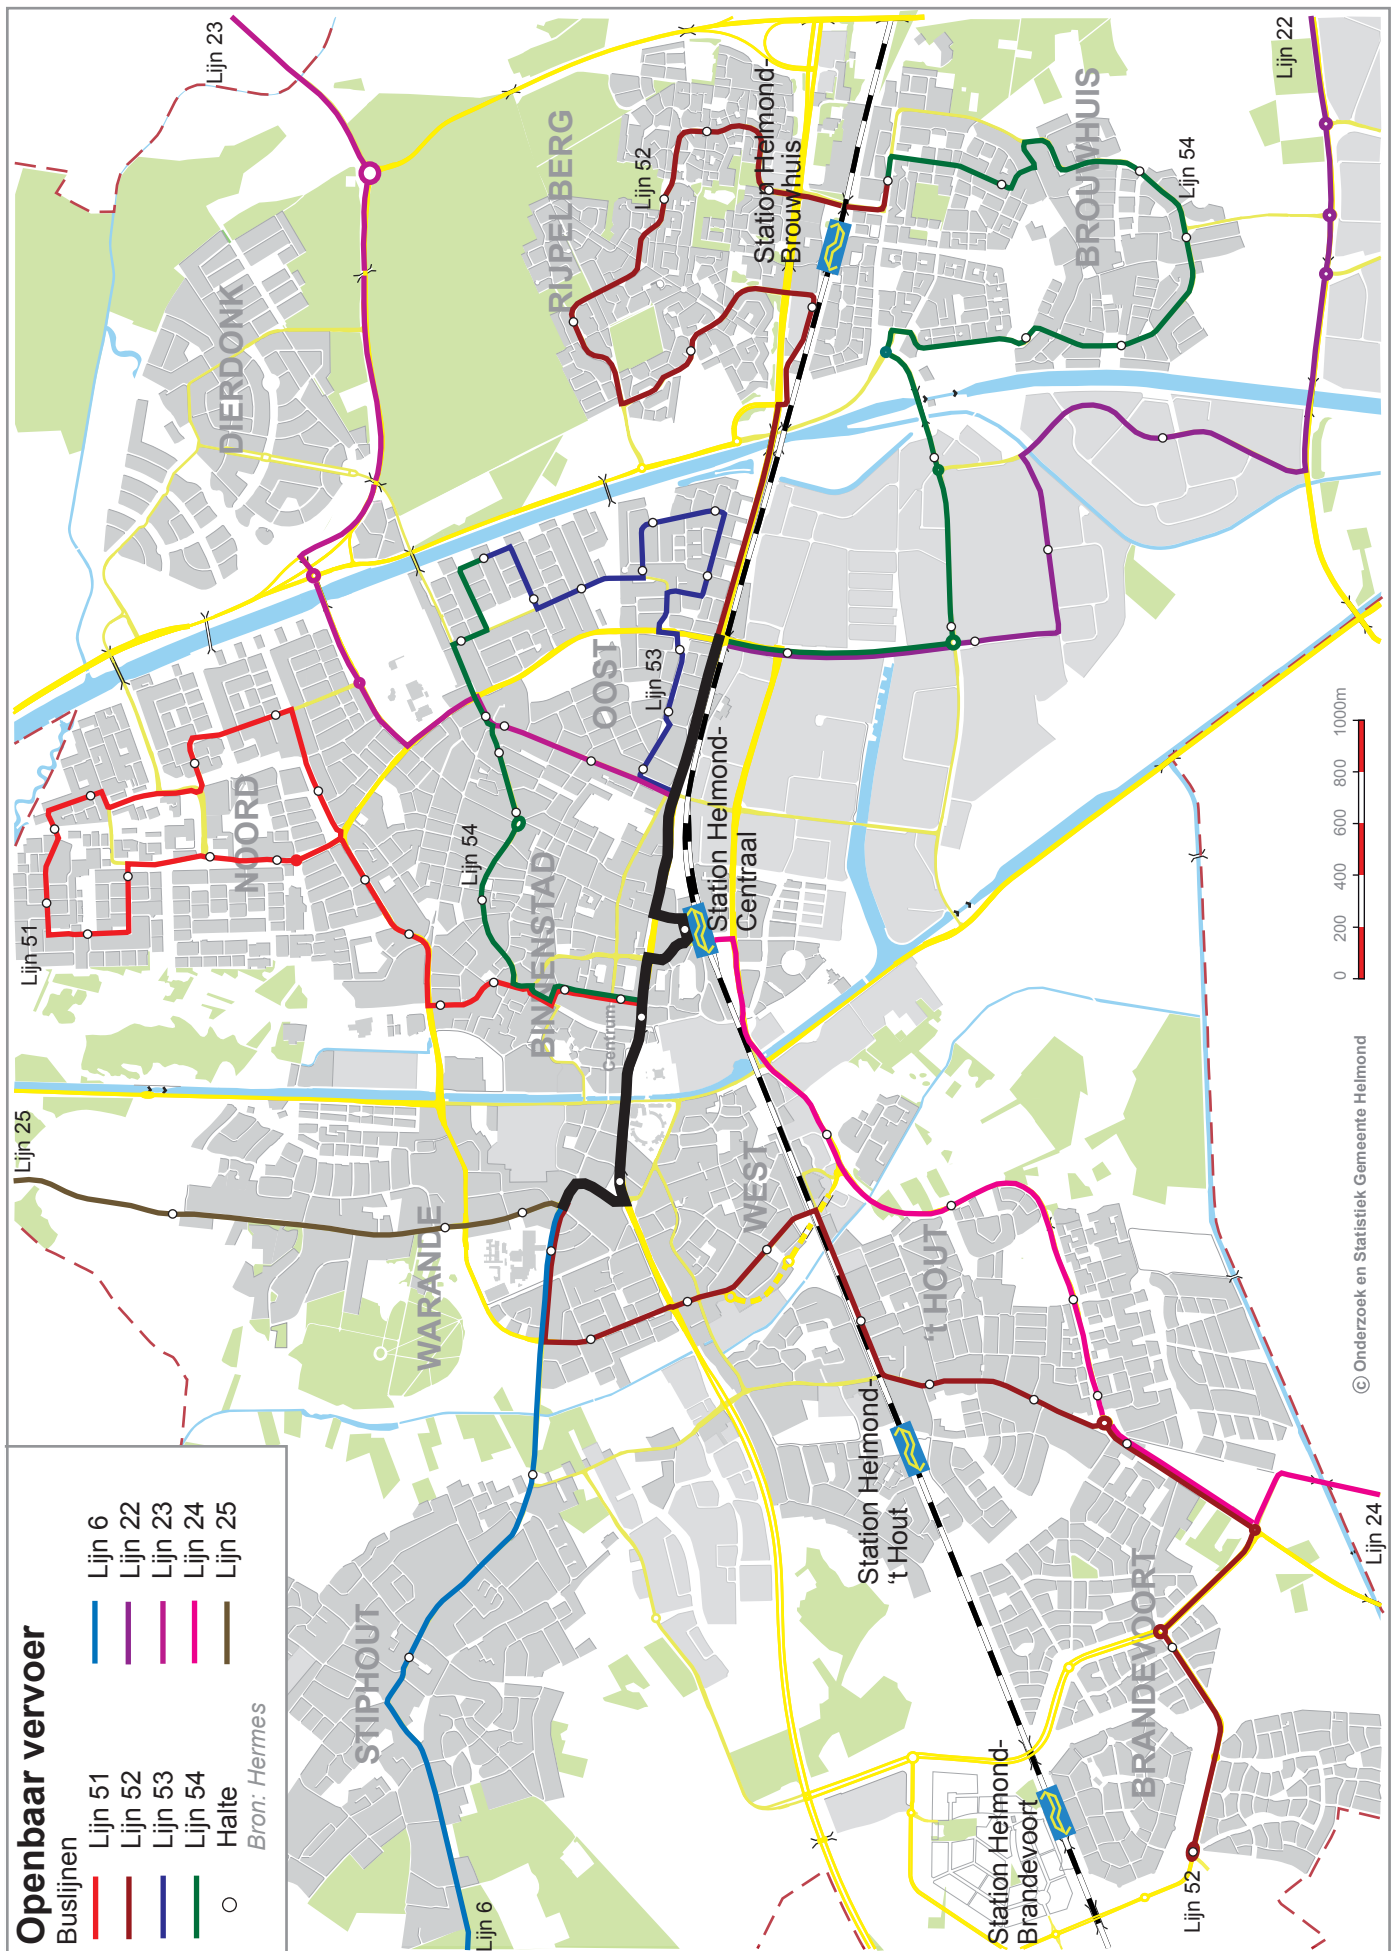 Openbaar vervoer
Buslijnen
Lijn 51
Lijn 52
Lijn 53
Lijn 54
Halte
Lijn 6
Lijn 22
Lijn 23
Lijn 24
Lijn 25
Bron: Hermes
Lijn 6
STIPHOUT
Lijn 25
WARANDE
Lijn 51
NOORD
Lijn 23
DIERDONK
RIJPELBERG
Lijn 52
Station Helmond-
Brouwhuis
BROUWHUIS
Lijn 54
Lijn 22
OOST
Lijn 53
Lijn 54
BINNENSTAD
Centrum
Station Helmond-
Centraal
WEST
't HOUT
Station Helmond-
't Hout
BRANDEVOORT
Station Helmond-
Brandevoort
Lijn 52
Lijn 24
© Onderzoek en Statistiek Gemeente Helmond
0 200 400 600 800 1000m